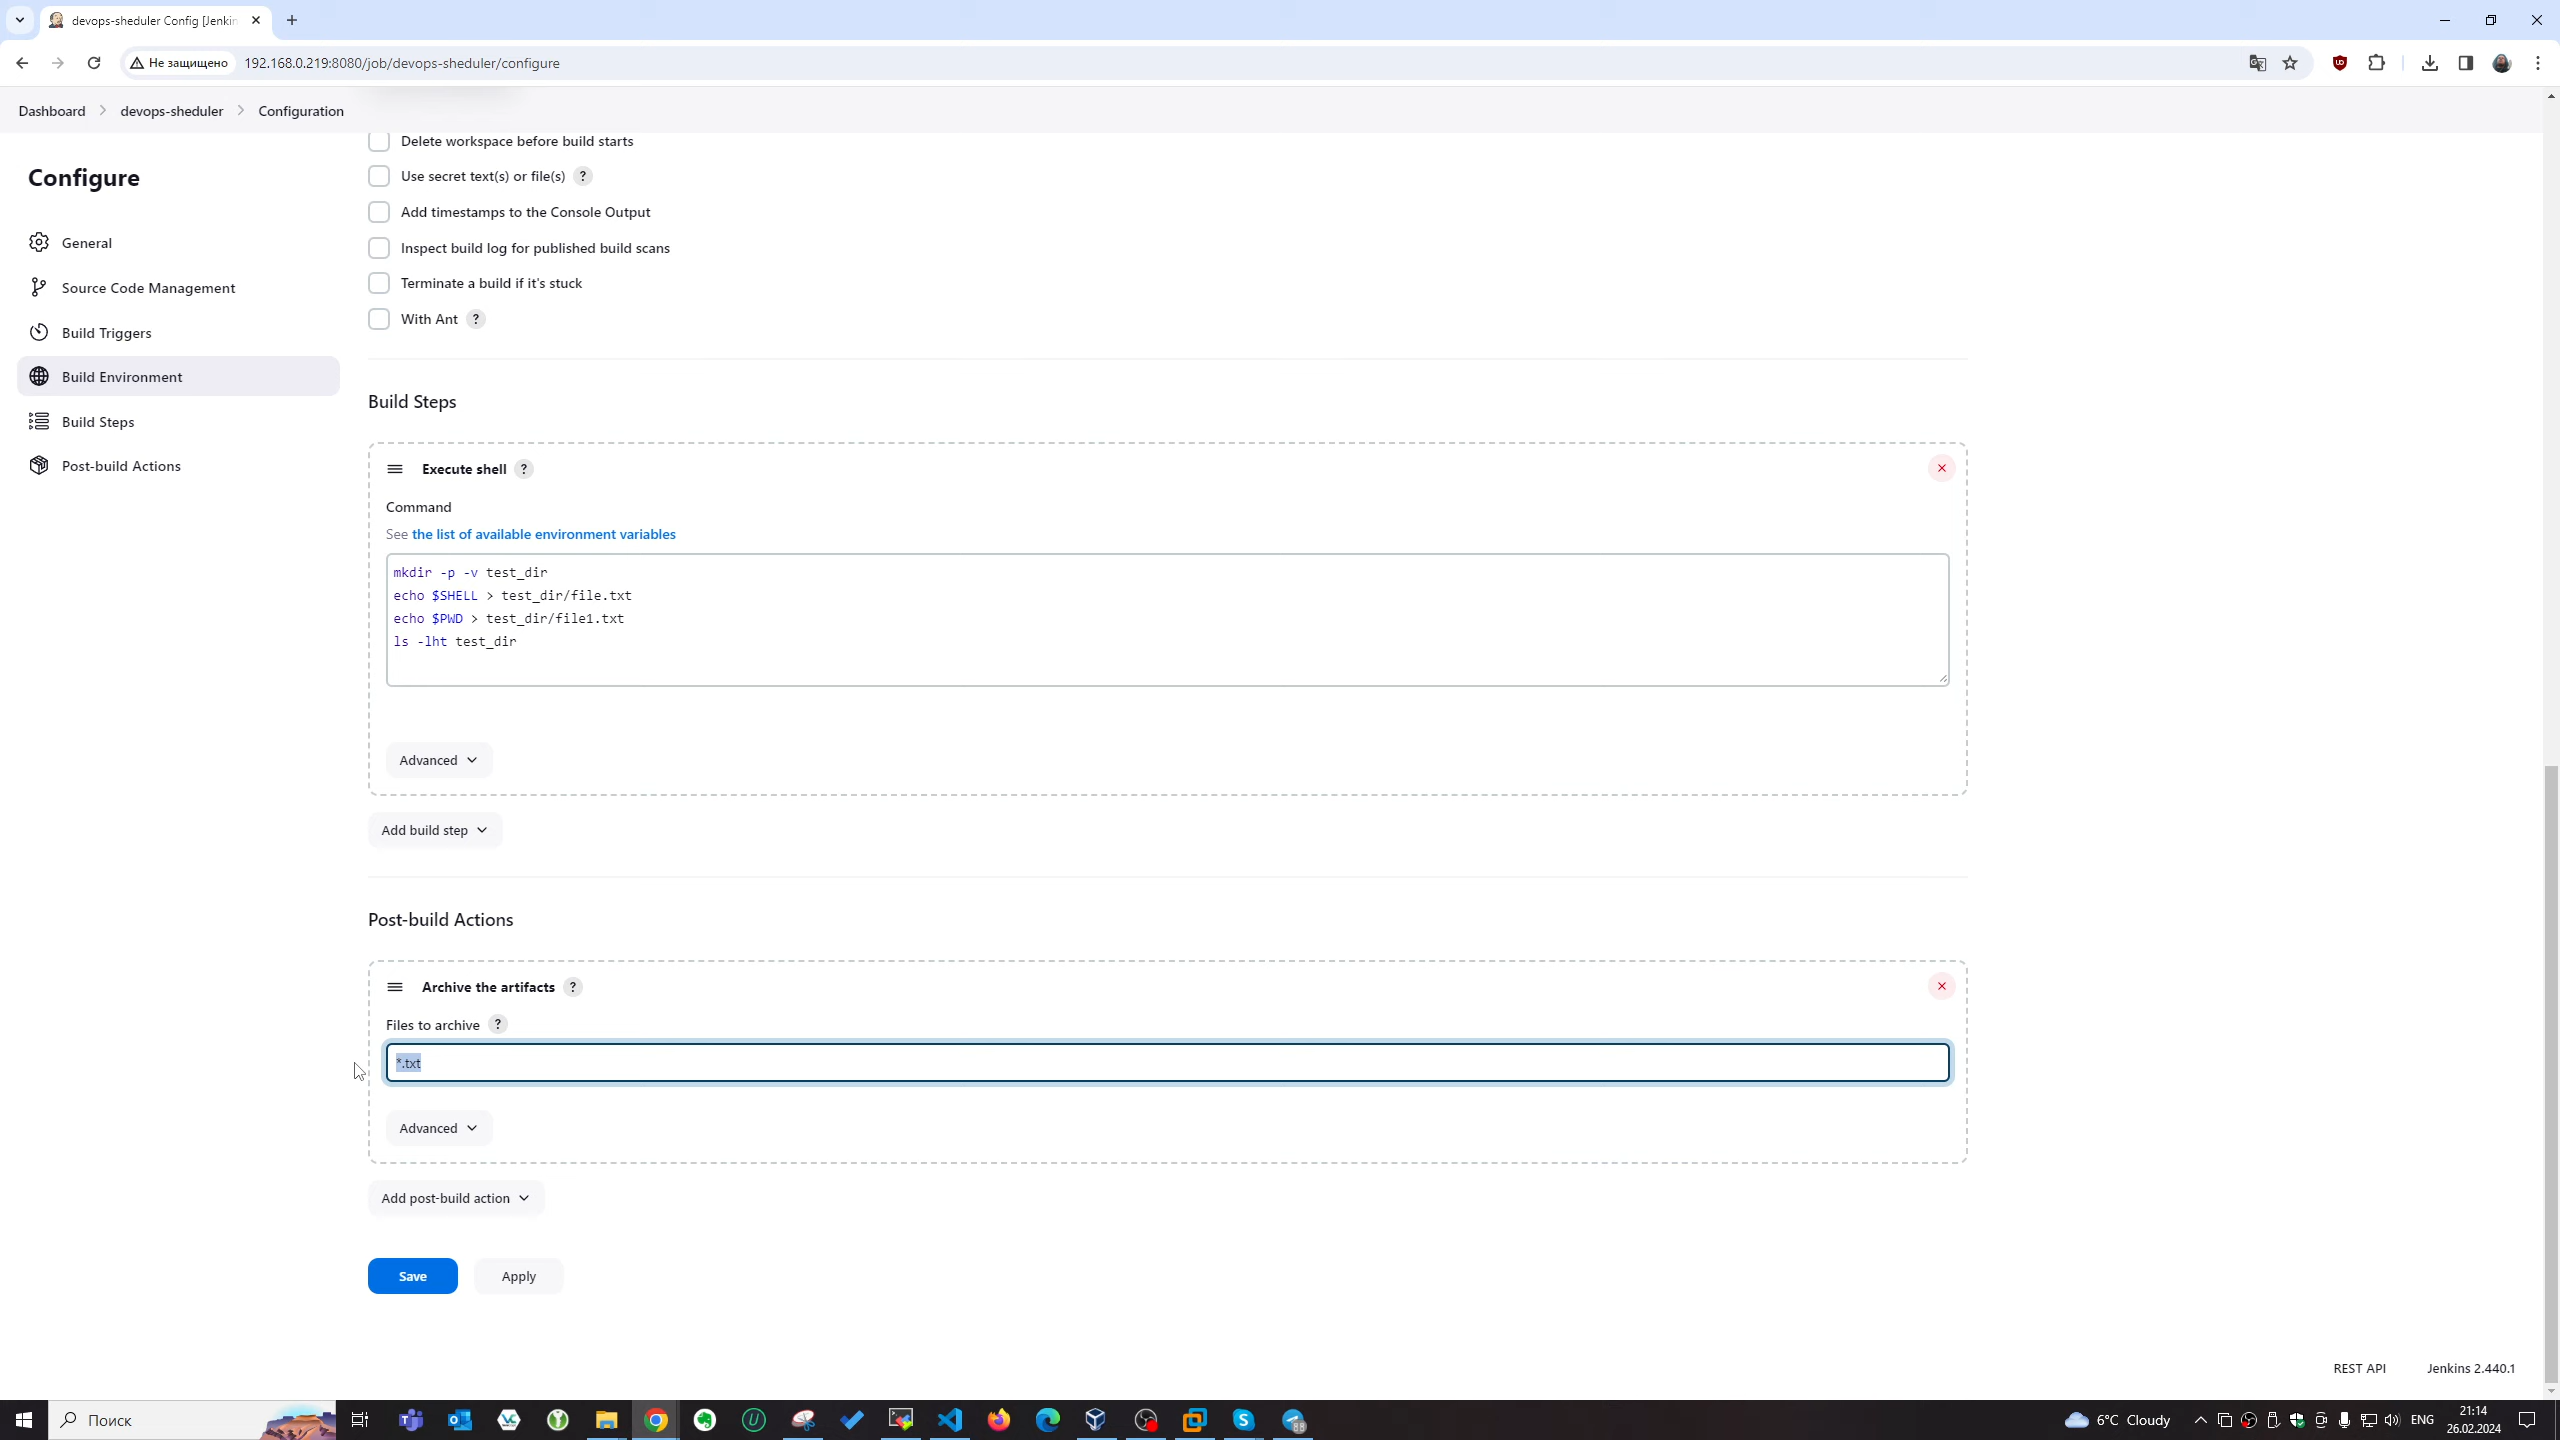 devops-sheduler Config [Jenkin
Не защищено
192.168.0.219:8080/job/devops-sheduler/configure
Dashboard
devops-sheduler
Configuration
Configure
General
Source Code Management
Build Triggers
Build Environment
Build Steps
Post-build Actions
Delete workspace before build starts
Use secret text(s) or file(s) ?
Add timestamps to the Console Output
Inspect build log for published build scans
Terminate a build if it's stuck
With Ant ?
Build Steps
Execute shell ?
Command
See the list of available environment variables
mkdir -p -v test_dir
echo $SHELL > test_dir/file.txt
echo $PWD > test_dir/file1.txt
ls -lht test_dir
Advanced
Add build step
Post-build Actions
Archive the artifacts ?
Files to archive ?
*.txt
Advanced
Add post-build action
Save
Apply
REST API
Jenkins 2.440.1
Поиск
6°C Cloudy
ENG
21:14
26.02.2024